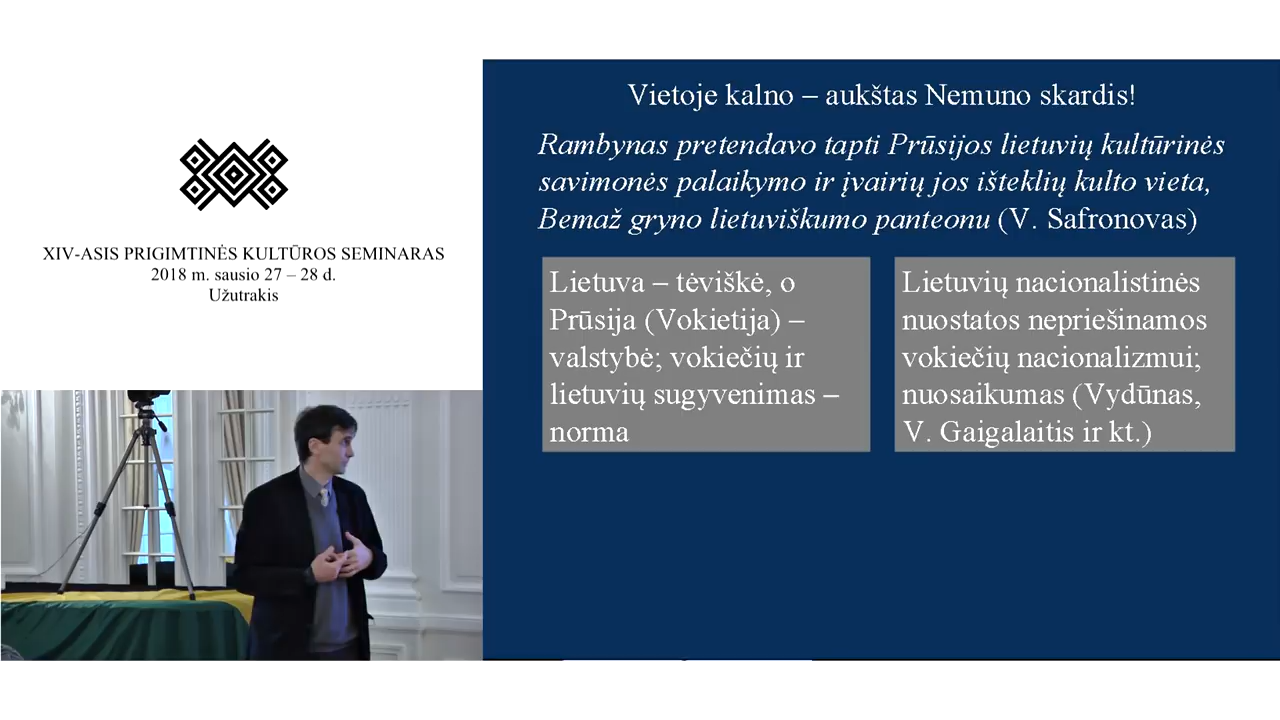 XIV-ASIS PRIGIMTINĖS KULTŪROS SEMINARAS
2018 m. sausio 27 – 28 d.
Užutrakis
Vietoje kalno – aukštas Nemuno skardis!
Rambynas pretendavo tapti Prūsijos lietuvių kultūrinės
savimonės palaikymo ir įvairių jos išteklių kulto vieta,
Bemaž gryno lietuviškumo panteonu (V. Safronovas)
Lietuva – tėviškė, o
Prūsija (Vokietija) –
valstybė; vokiečių ir
lietuvių sugyvenimas –
norma
Lietuvių nacionalistinės
nuostatos nepriešinamos
vokiečių nacionalizmui;
nuosaikumas (Vydūnas,
V. Gaigalaitis ir kt.)